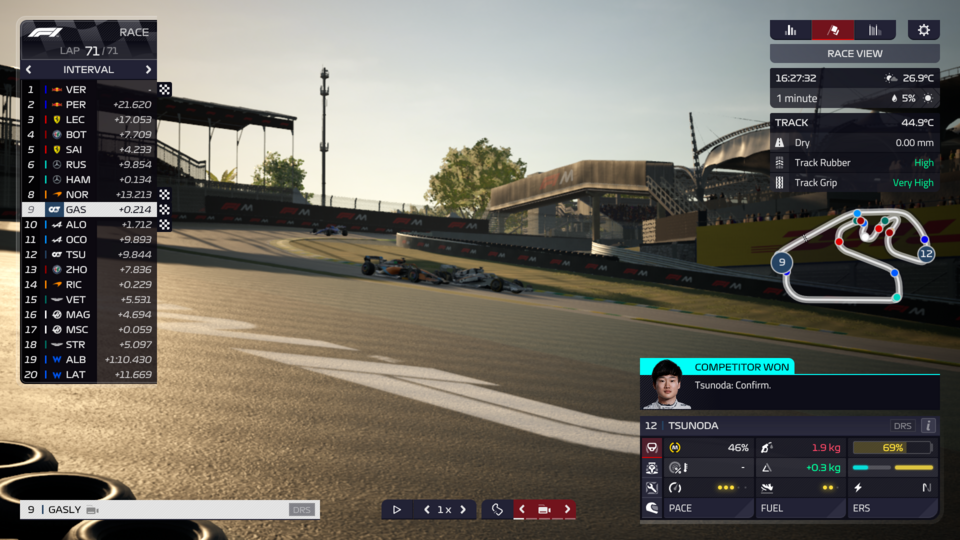 F1 RACE
LAP 71/71
INTERVAL
1 VER -
2 PER +21.620
3 LEC +17.053
4 BOT +7.709
5 SAI +4.233
6 RUS +9.854
7 HAM +0.134
8 NOR +13.213
9 GAS +0.214
10 ALO +1.712
11 OCO +9.893
12 TSU +9.844
13 ZHO +7.836
14 RIC +0.229
15 VET +5.531
16 MAG +4.694
17 MSC +0.059
18 STR +5.097
19 ALB +1:10.430
20 LAT +11.669
RACE VIEW
16:27:32 26.9°C
1 minute 5%
TRACK 44.9°C
Dry 0.00 mm
Track Rubber High
Track Grip Very High
9
12
COMPETITOR WON
Tsunoda: Confirm.
12 TSUNODA DRS i
M 46% 1.9 kg 69%
- +0.3 kg
N
PACE FUEL ERS
9 GASLY DRS
1x